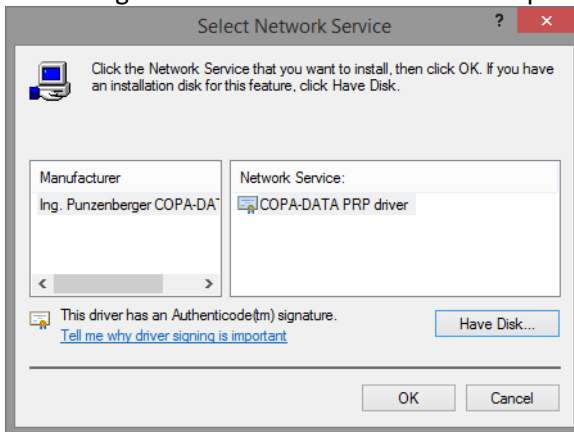 Select Network Service
?
×
Click the Network Service that you want to install, then click OK. If you have
an installation disk for this feature, click Have Disk.
Manufacturer
Ing. Punzenberger COPA-DA
Network Service:
COPA-DATA PRP driver
This driver has an Authenticode(tm) signature.
Tell me why driver signing is important
Have Disk...
OK
Cancel